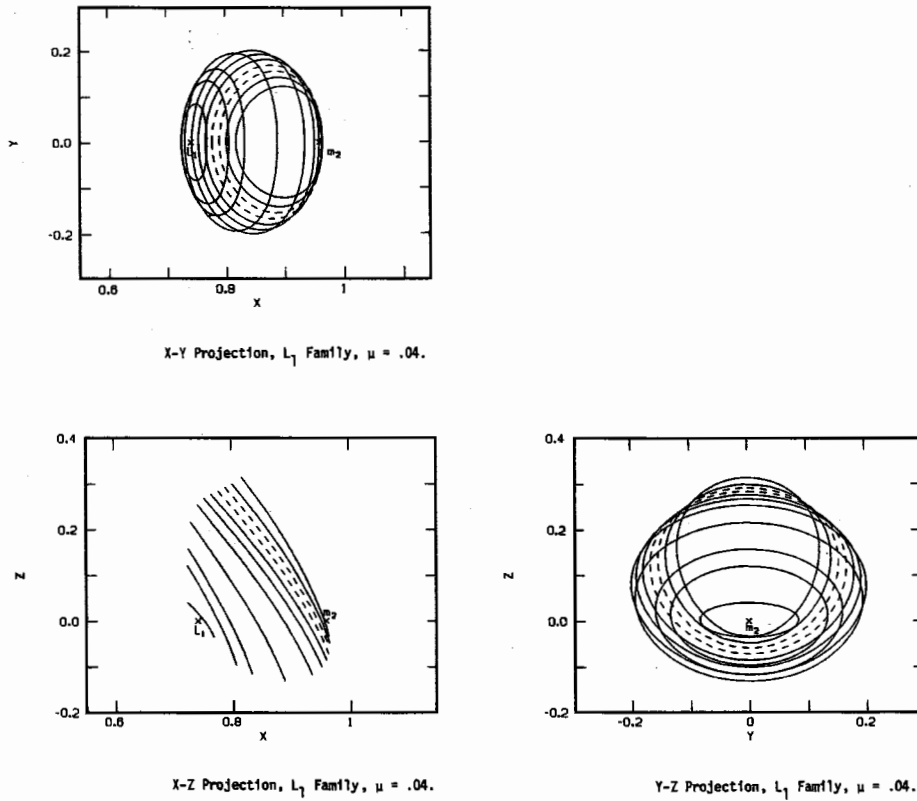 0.2
0.0
-0.2
Y
L1
m2
0.6
0.8
1
X
X-Y Projection, L1 Family, μ = .04.
0.4
0.2
0.0
-0.2
Z
L1
m2
0.6
0.8
1
X
X-Z Projection, L1 Family, μ = .04.
0.4
0.2
0.0
-0.2
Z
m2
-0.2
0
0.2
Y
Y-Z Projection, L1 Family, μ = .04.